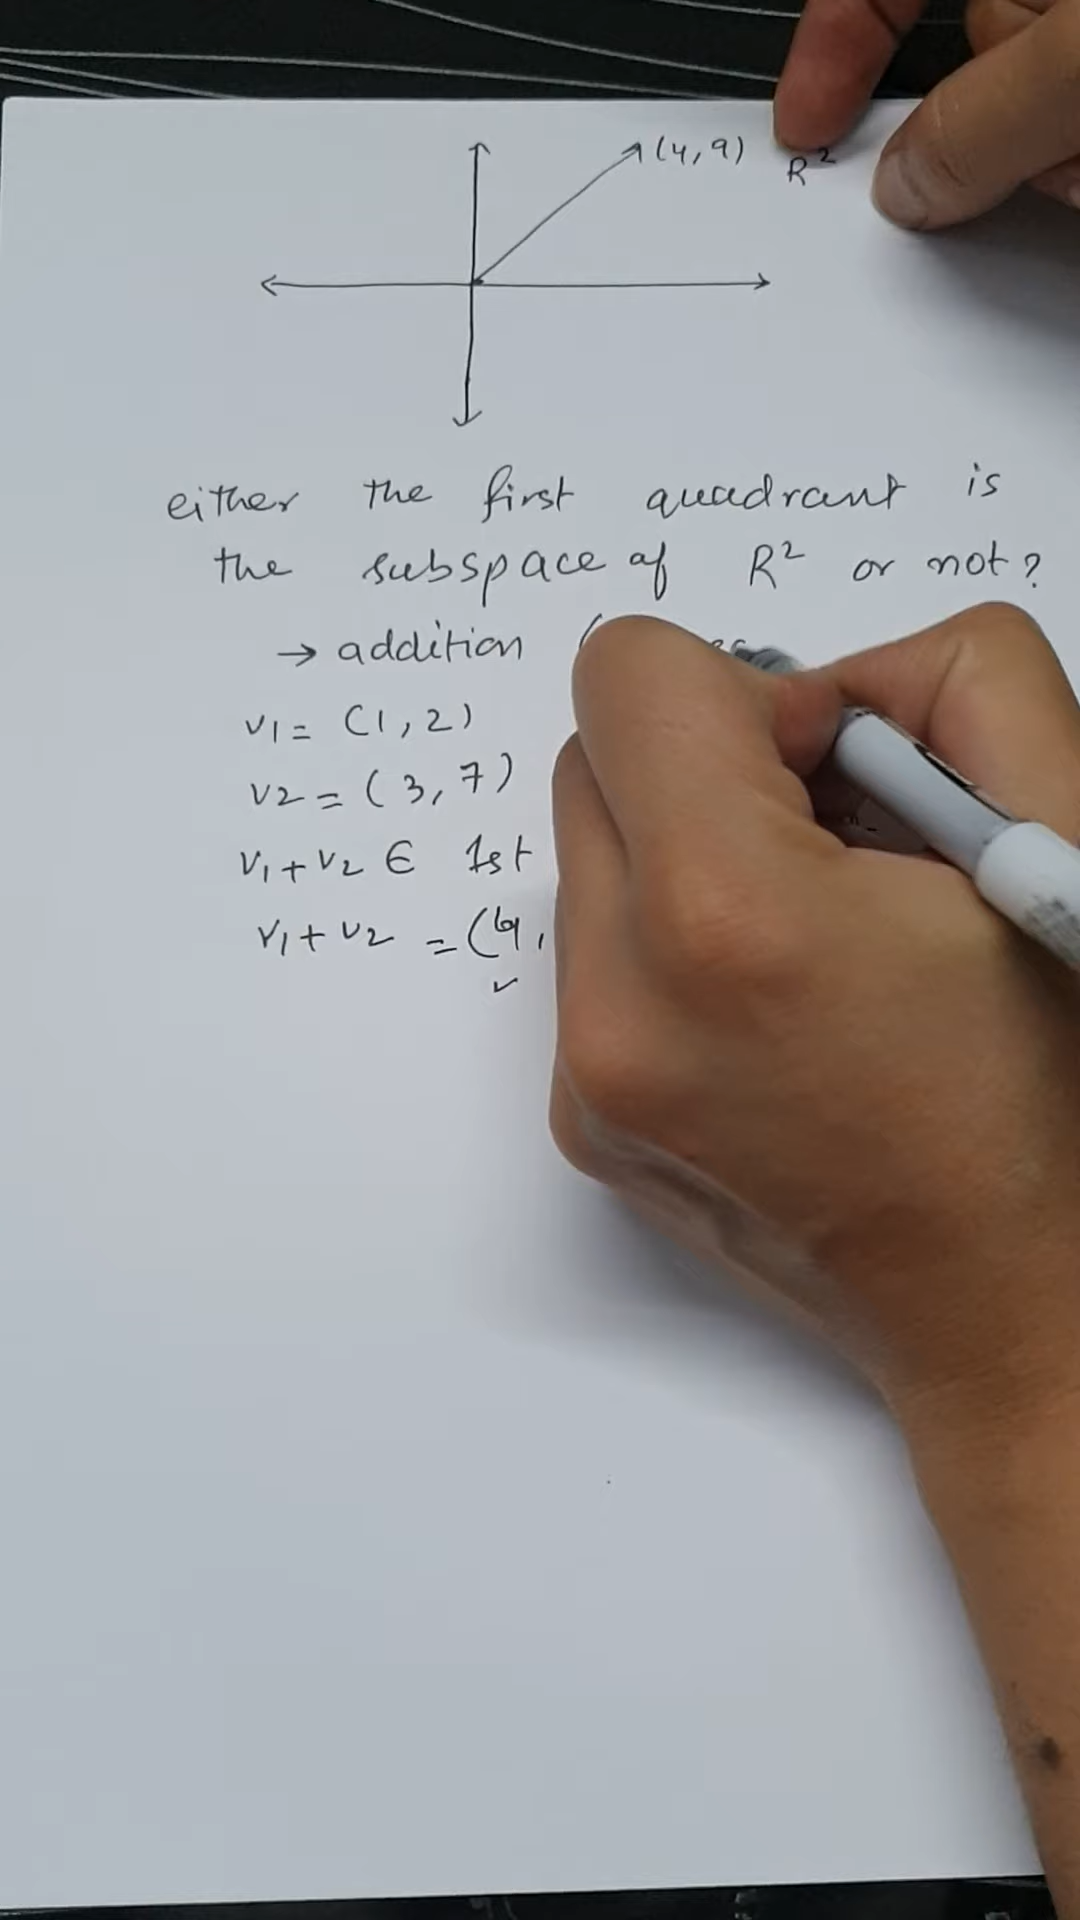 (4,9) R²
either the first quadrant is
the subspace of R² or not?
→ addition (
v1 = (1,2)
v2 = (3,7)
v₁+v₂ ∈ 1st
v₁+v₂ = (4,
✓